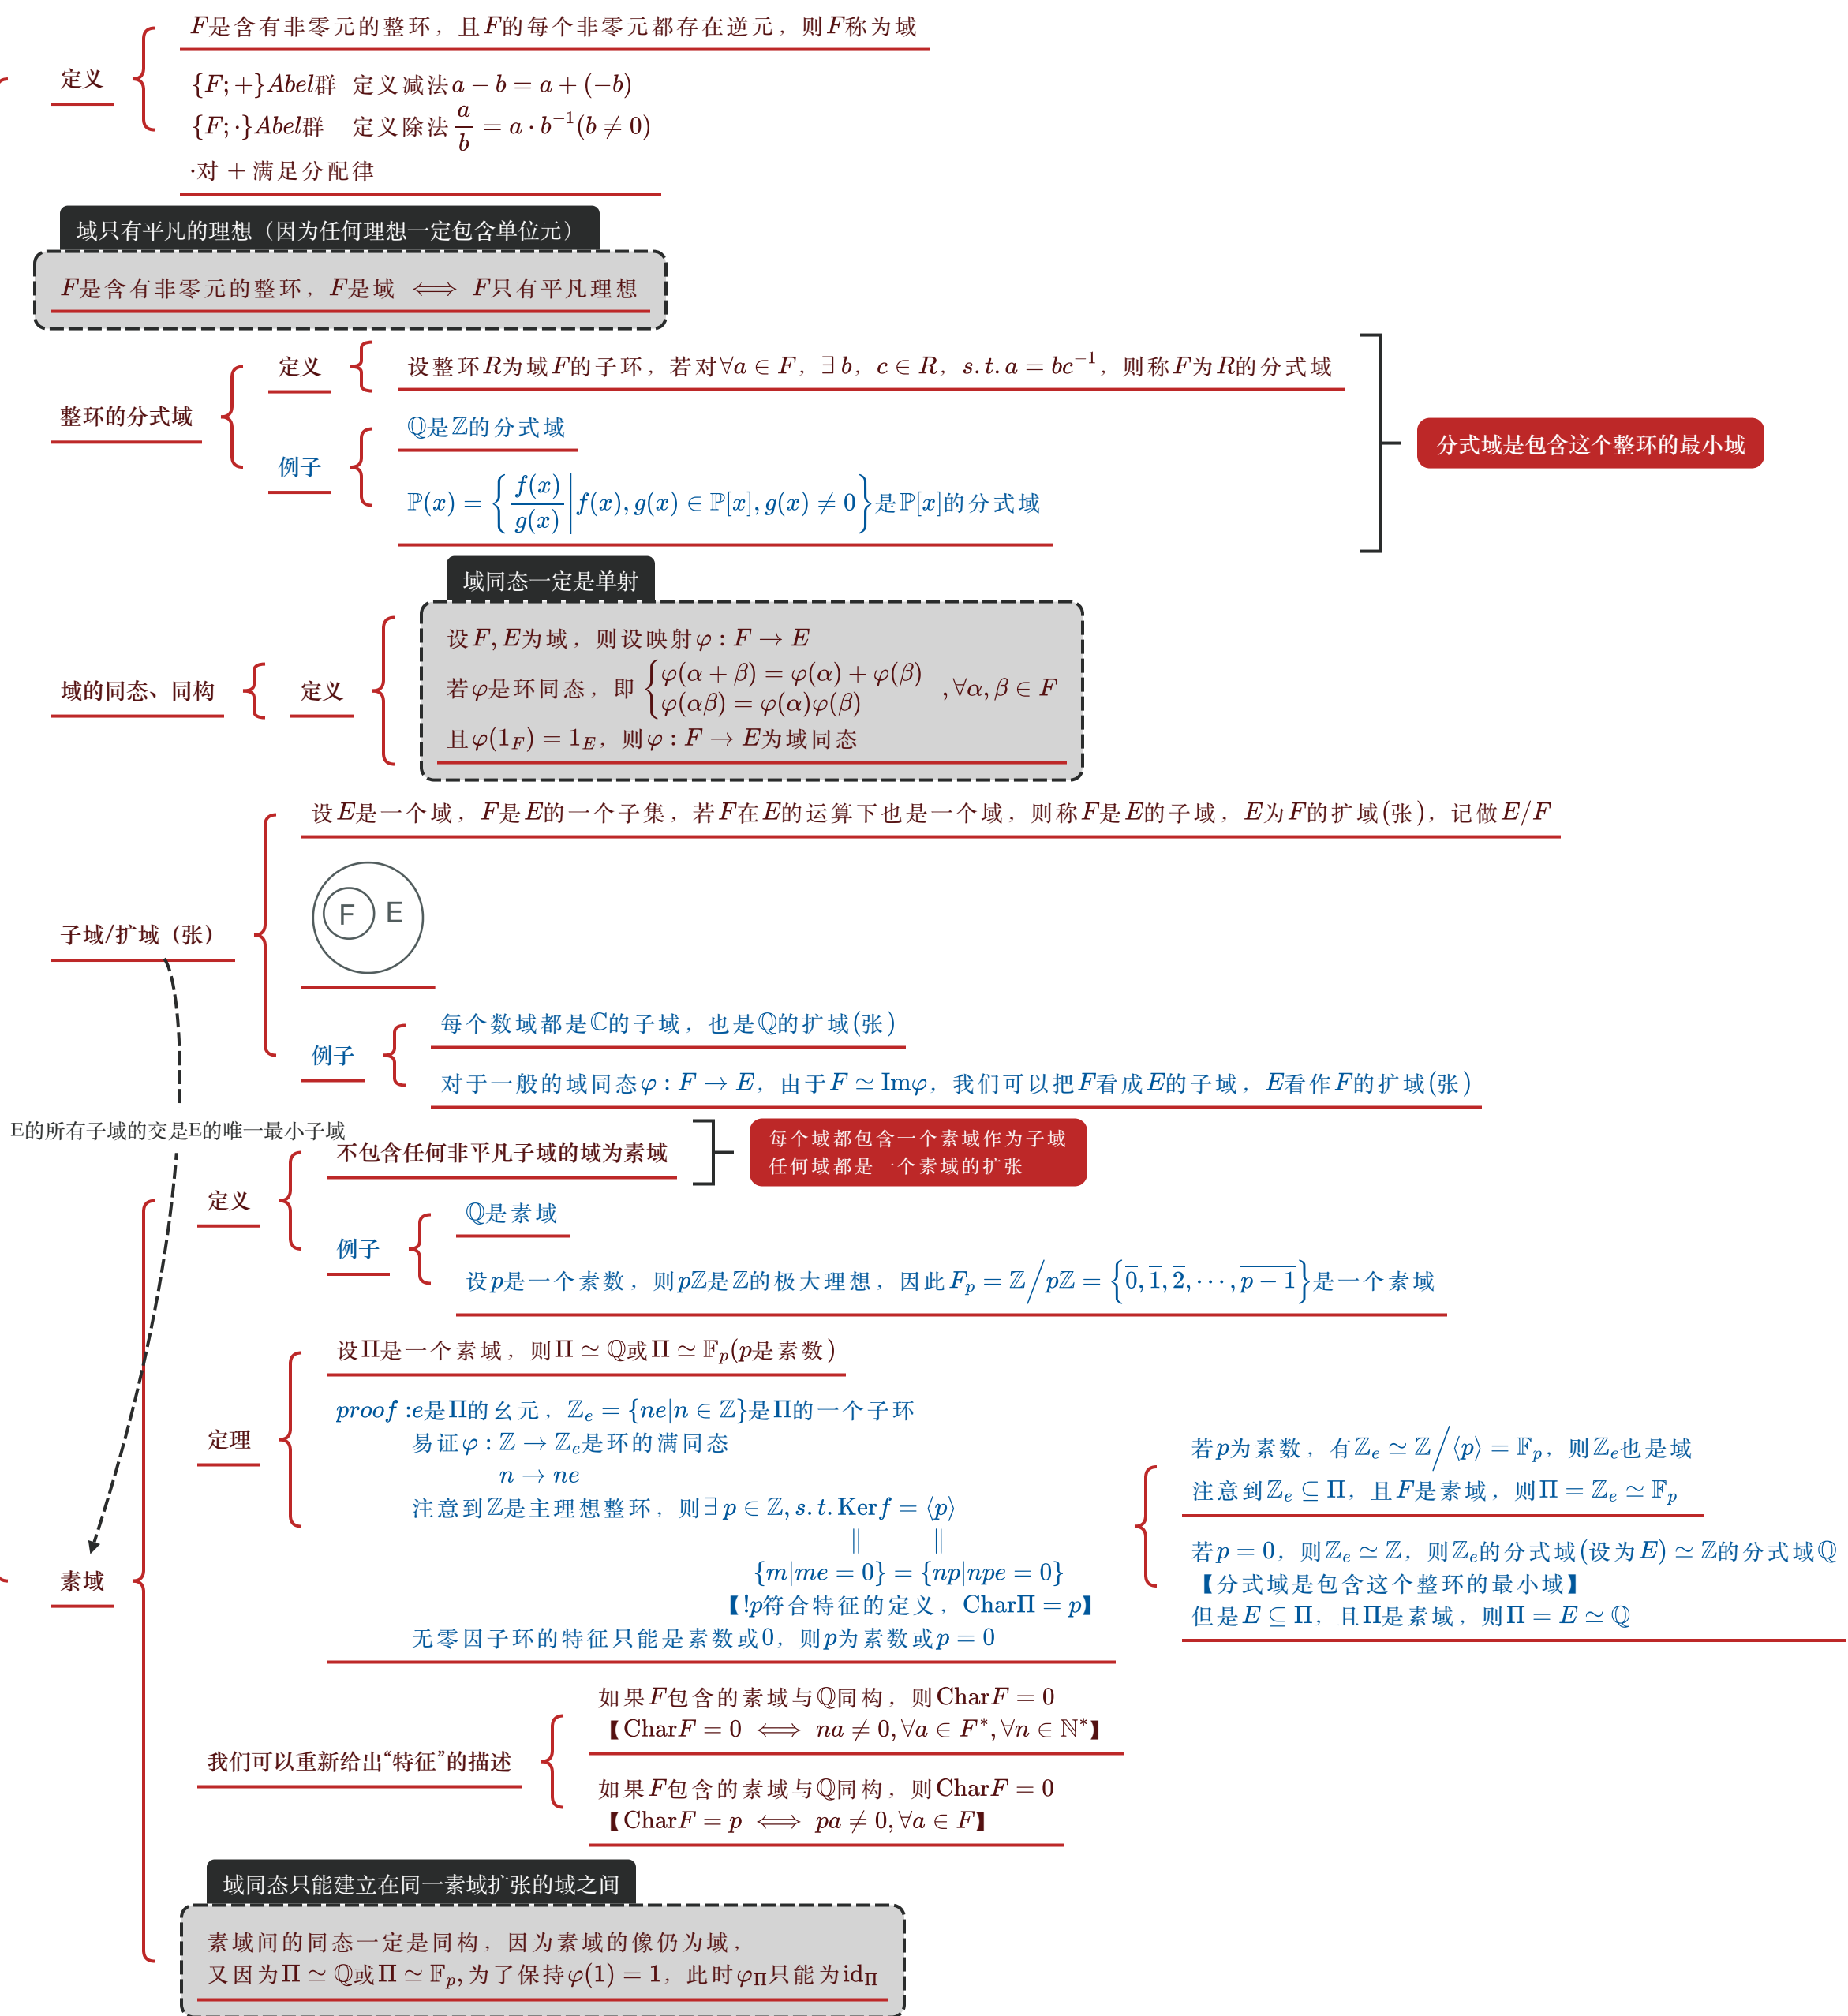 定义
F是含有非零元的整环，且F的每个非零元都存在逆元，则F称为域
{F; +}Abel群 定义减法a − b = a + (−b)
{F; ·}Abel群 定义除法a/b = a · b⁻¹(b ≠ 0)
·对 + 满足分配律
域只有平凡的理想（因为任何理想一定包含单位元）
F是含有非零元的整环，F是域 ⟺ F只有平凡理想
整环的分式域
定义
设整环R为域F的子环，若对∀a ∈ F，∃ b，c ∈ R，s.t.a = bc⁻¹，则称F为R的分式域
例子
ℚ是ℤ的分式域
ℙ(x) = { f(x)/g(x) | f(x), g(x) ∈ ℙ[x], g(x) ≠ 0 }是ℙ[x]的分式域
分式域是包含这个整环的最小域
域的同态、同构
定义
域同态一定是单射
设F, E为域，则设映射φ : F → E
若φ是环同态，即 { φ(α + β) = φ(α) + φ(β)
φ(αβ) = φ(α)φ(β) , ∀α, β ∈ F
且φ(1_F) = 1_E，则φ : F → E为域同态
子域/扩域（张）
设E是一个域，F是E的一个子集，若F在E的运算下也是一个域，则称F是E的子域，E为F的扩域(张)，记做E/F
F E
例子
每个数域都是ℂ的子域，也是ℚ的扩域(张)
对于一般的域同态φ : F → E，由于F ≃ Imφ，我们可以把F看成E的子域，E看作F的扩域(张)
E的所有子域的交是E的唯一最小子域
素域
定义
不包含任何非平凡子域的域为素域
每个域都包含一个素域作为子域
任何域都是一个素域的扩张
例子
ℚ是素域
设p是一个素数，则pℤ是ℤ的极大理想，因此F_p = ℤ/pℤ = {0̅, 1̅, 2̅, ···, \overline{p − 1}}是一个素域
定理
设Π是一个素域，则Π ≃ ℚ或Π ≃ 𝔽_p(p是素数)
proof :e是Π的幺元，ℤ_e = {ne|n ∈ ℤ}是Π的一个子环
易证φ : ℤ → ℤ_e是环的满同态
n → ne
注意到ℤ是主理想整环，则∃ p ∈ ℤ, s.t.Kerf = ⟨p⟩
∥ ∥
{m|me = 0} = {np|npe = 0}
【!p符合特征的定义，CharΠ = p】
无零因子环的特征只能是素数或0，则p为素数或p = 0
若p为素数，有ℤ_e ≃ ℤ/⟨p⟩ = 𝔽_p，则ℤ_e也是域
注意到ℤ_e ⊆ Π，且F是素域，则Π = ℤ_e ≃ 𝔽_p
若p = 0，则ℤ_e ≃ ℤ，则ℤ_e的分式域(设为E) ≃ ℤ的分式域ℚ
【分式域是包含这个整环的最小域】
但是E ⊆ Π，且Π是素域，则Π = E ≃ ℚ
我们可以重新给出“特征”的描述
如果F包含的素域与ℚ同构，则CharF = 0
【CharF = 0 ⟺ na ≠ 0, ∀a ∈ F*, ∀n ∈ ℕ*】
如果F包含的素域与ℚ同构，则CharF = 0
【CharF = p ⟺ pa ≠ 0, ∀a ∈ F】
域同态只能建立在同一素域扩张的域之间
素域间的同态一定是同构，因为素域的像仍为域，
又因为Π ≃ ℚ或Π ≃ 𝔽_p,为了保持φ(1) = 1，此时φ_Π只能为id_Π